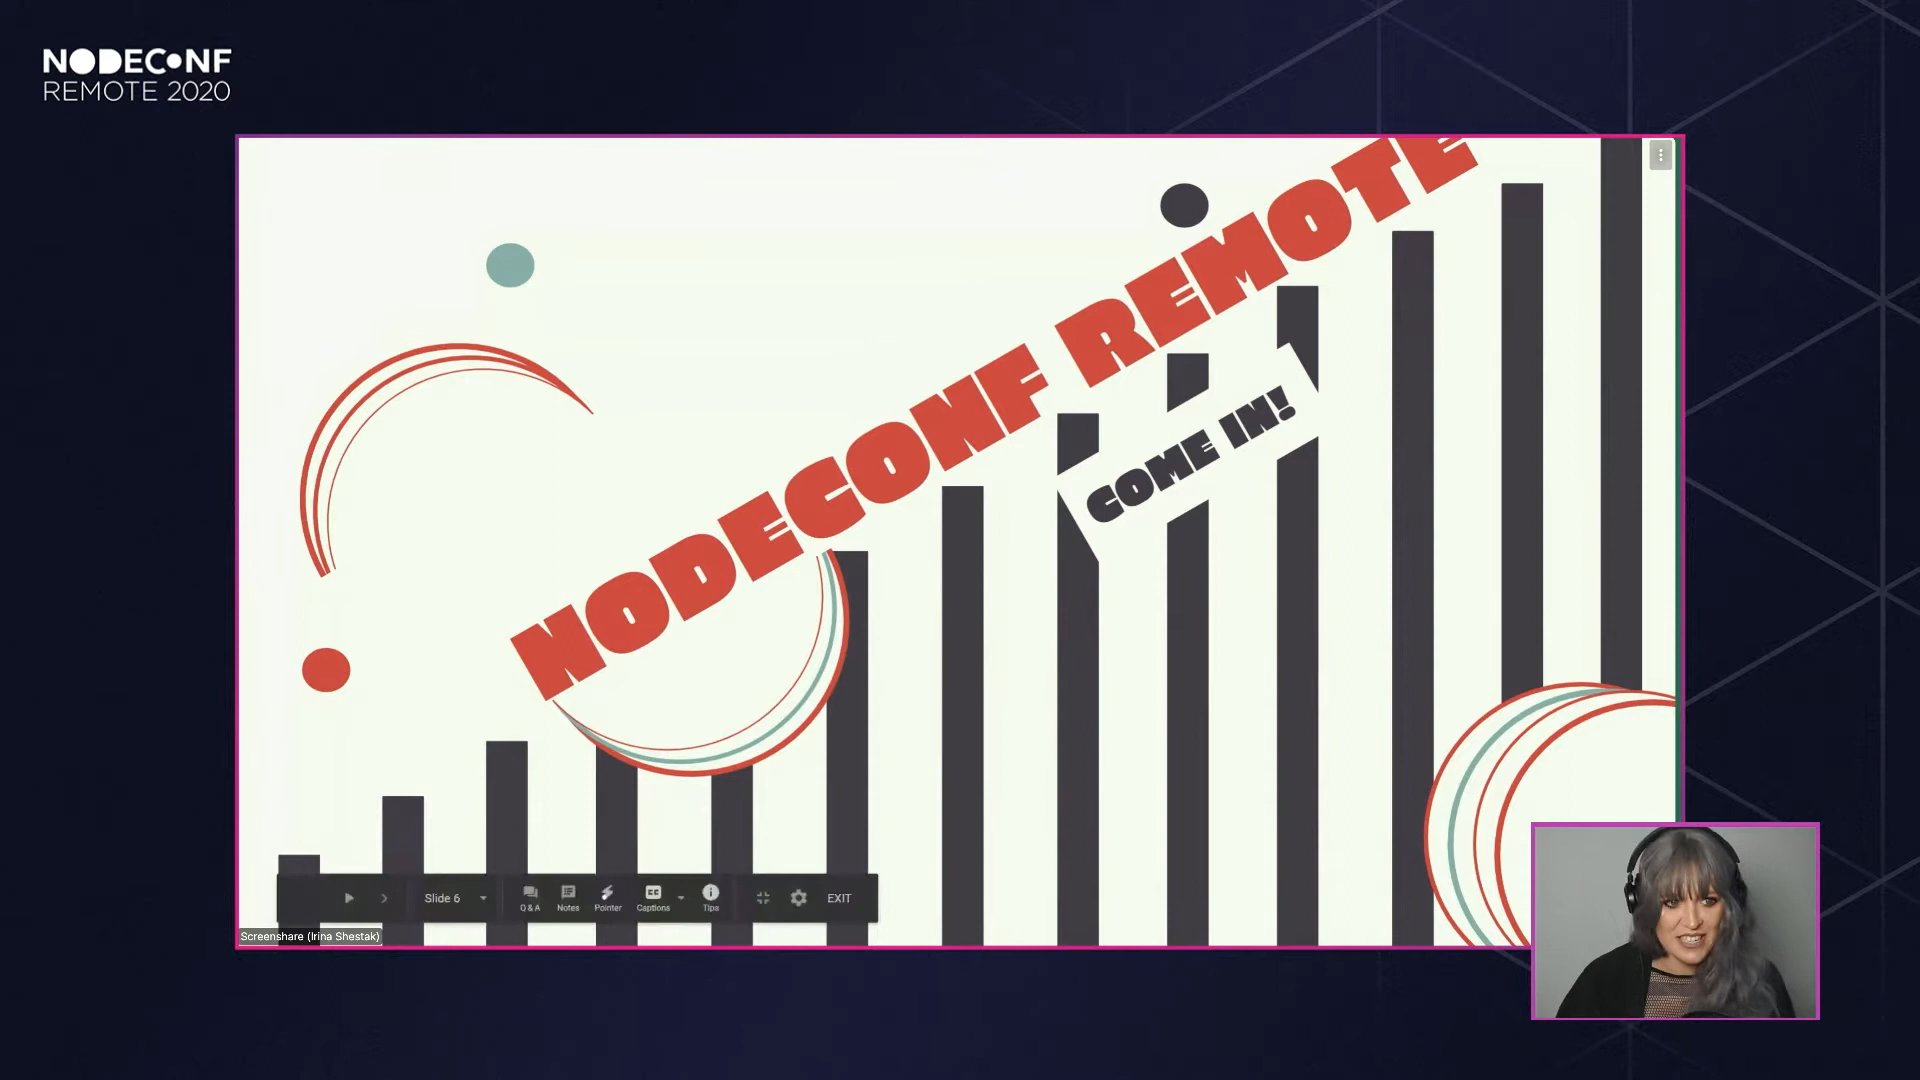 NODECONF
REMOTE 2020
NODECONF REMOTE
COME IN!
Slide 6
Q & A
Notes
Pointer
Captions
Tips
EXIT
Screenshare (Irina Shestak)